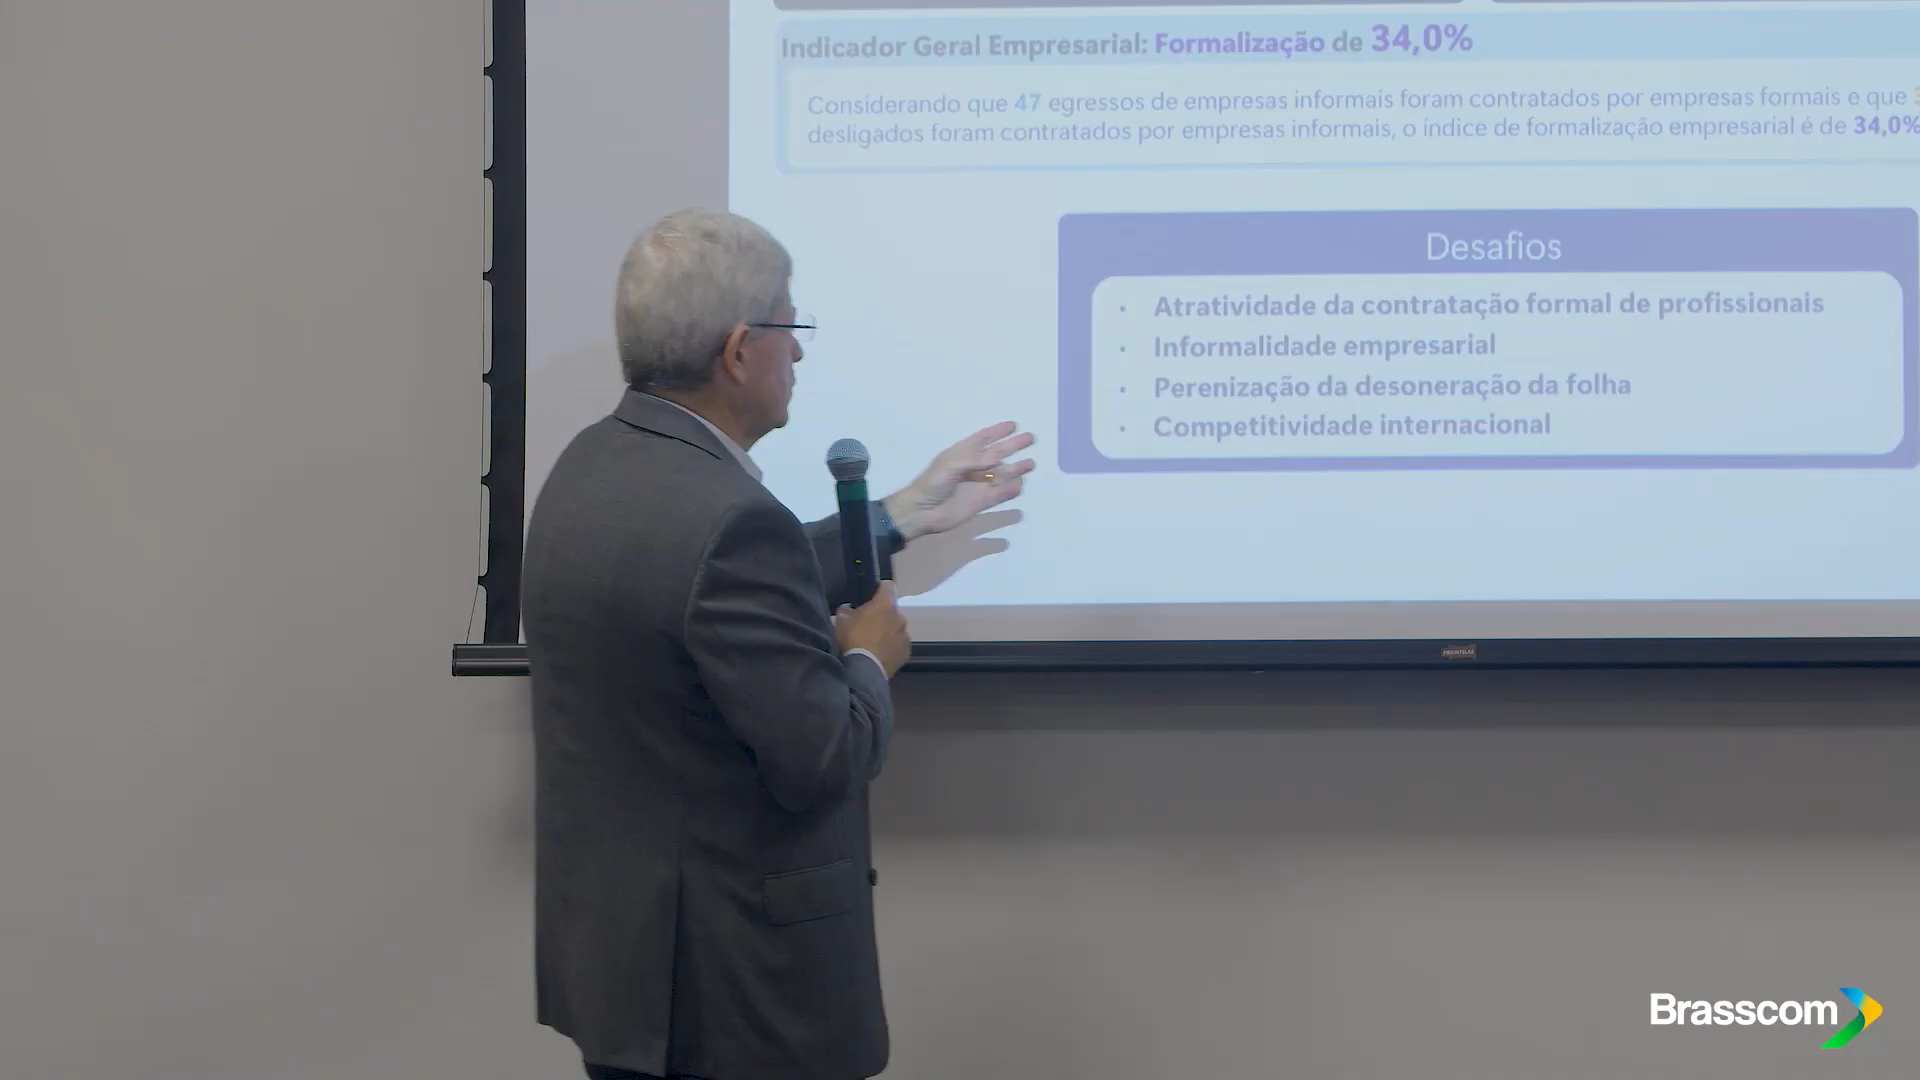 Indicador Geral Empresarial: Formalização de 34,0%
Considerando que 47 egressos de empresas informais foram contratados por empresas formais e que
desligados foram contratados por empresas informais, o índice de formalização empresarial é de 34,0%
Desafios
• Atratividade da contratação formal de profissionais
• Informalidade empresarial
• Perenização da desoneração da folha
• Competitividade internacional
PROJETELAS
Brasscom